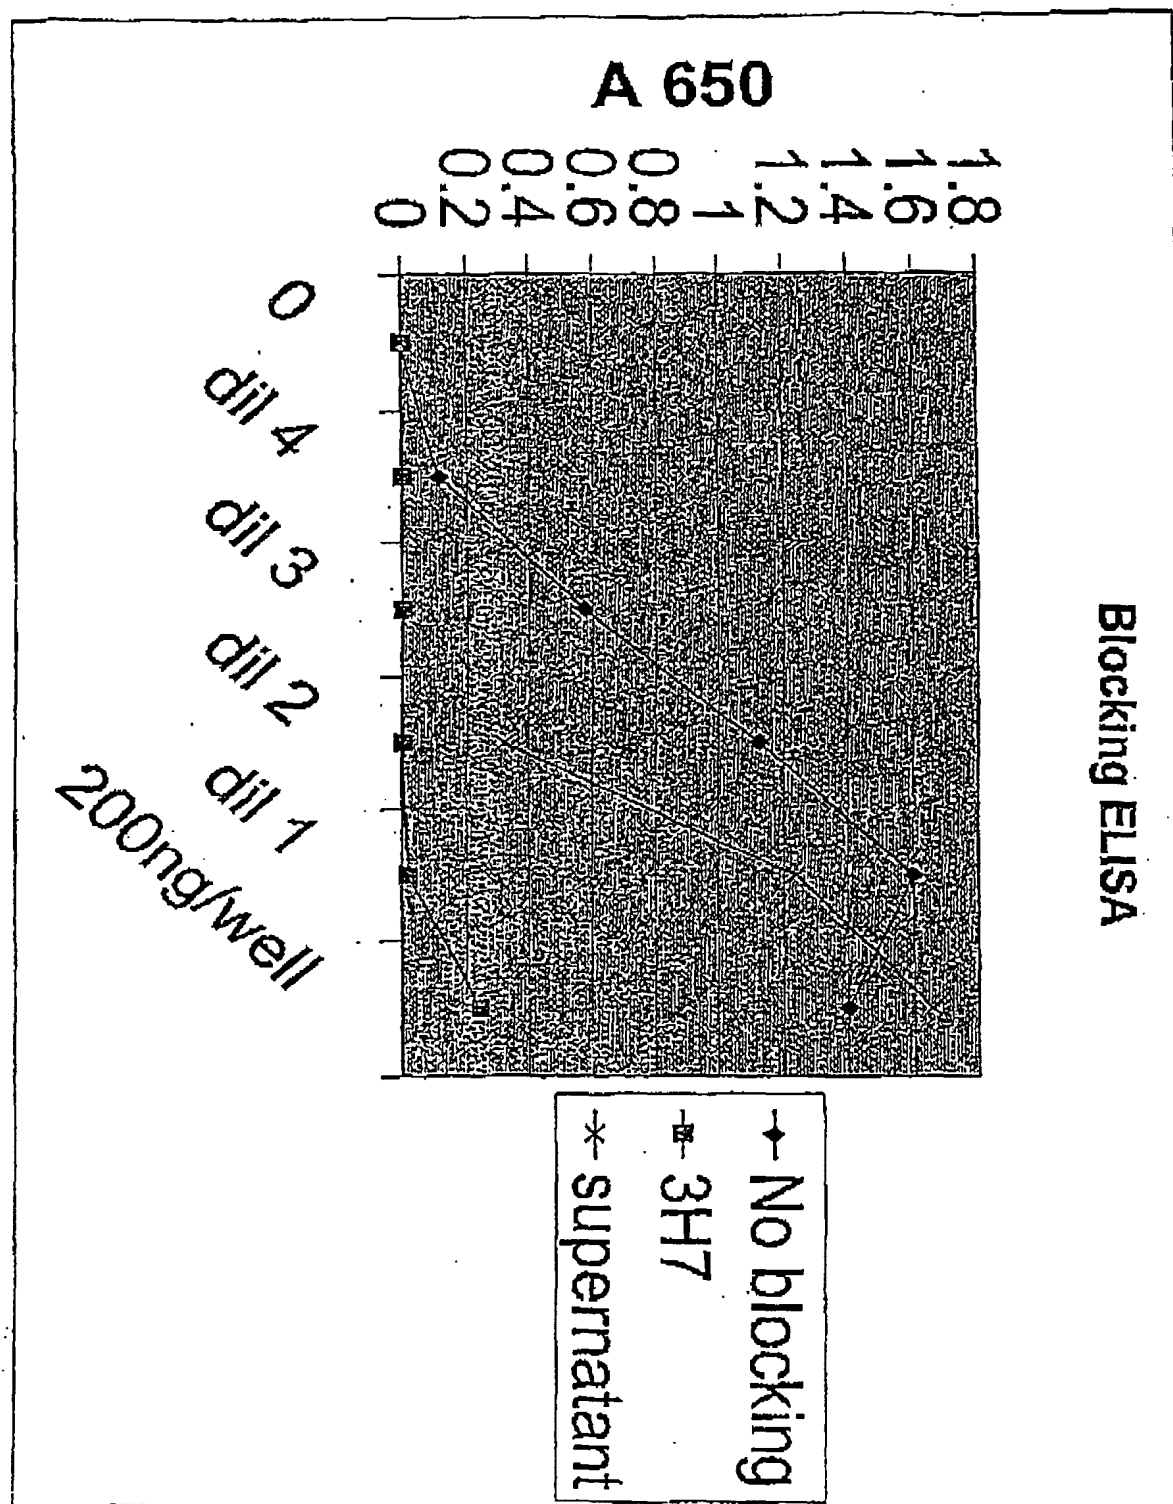 Blocking ELISA
A 650
1.8
1.6
1.4
1.2
1
0.8
0.6
0.4
0.2
0
0
dil 4
dil 3
dil 2
dil 1
200ng/well
No blocking
3H7
supernatant